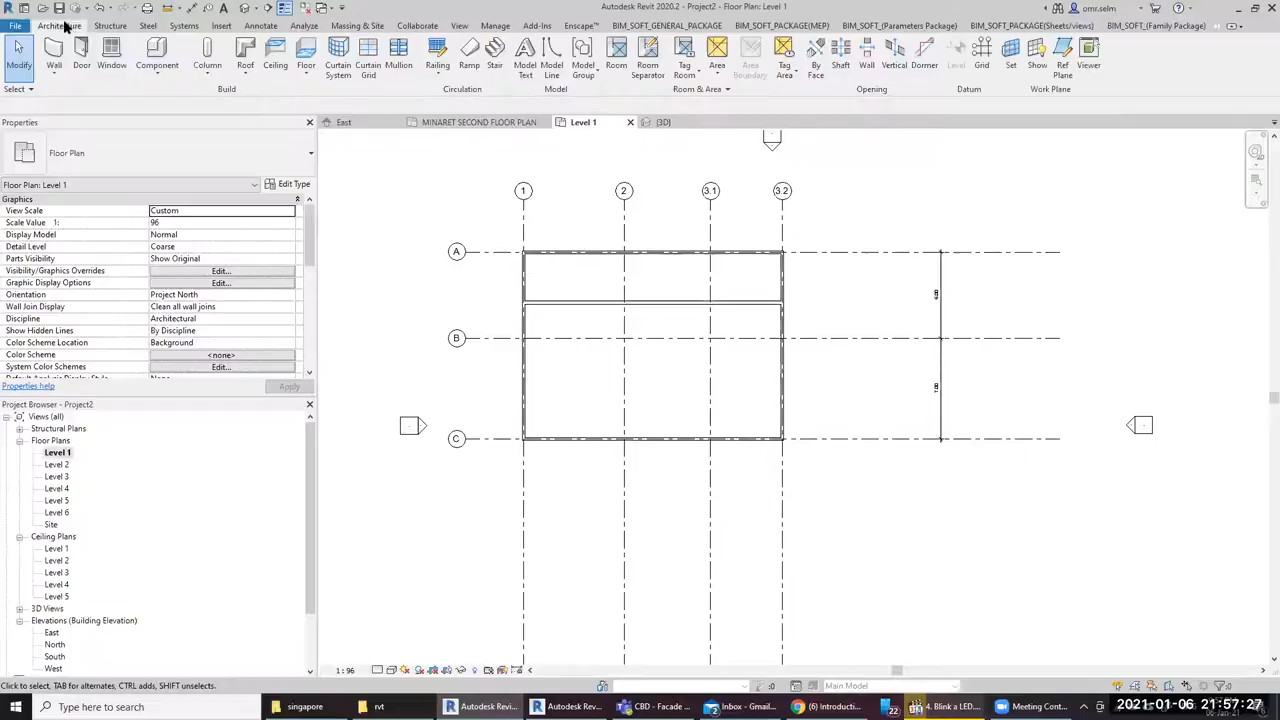 Autodesk Revit 2020.2 - Project2 - Floor Plan: Level 1
omr.selm
File Architecture Structure Steel Systems Insert Annotate Analyze Massing & Site Collaborate View Manage Add-Ins Enscape™ BIM_SOFT_GENERAL_PACKAGE BIM_SOFT_PACKAGE(MEP) BIM_SOFT_(Parameters Package) BIM_SOFT_PACKAGE(Sheets/views) BIM_SOFT_(Family Package)
Modify Wall Door Window Component Column Roof Ceiling Floor Curtain System Curtain Grid Mullion Railing Ramp Stair Model Text Model Line Model Group Room Room Separator Tag Room Area Area Boundary Tag Area By Face Shaft Wall Vertical Dormer Level Grid Set Show Ref Plane Viewer
Select Build Circulation Model Room & Area Opening Datum Work Plane
Properties
East MINARET SECOND FLOOR PLAN Level 1 {3D}
Floor Plan
Floor Plan: Level 1 Edit Type
Graphics
View Scale Custom
Scale Value 1: 96
Display Model Normal
Detail Level Coarse
Parts Visibility Show Original
Visibility/Graphics Overrides Edit...
Graphic Display Options Edit...
Orientation Project North
Wall Join Display Clean all wall joins
Discipline Architectural
Show Hidden Lines By Discipline
Color Scheme Location Background
Color Scheme <none>
System Color Schemes Edit...
Properties help Apply
Project Browser - Project2
Views (all)
Structural Plans
Floor Plans
Level 1
Level 2
Level 3
Level 4
Level 5
Level 6
Site
Ceiling Plans
Level 1
Level 2
Level 3
Level 4
Level 5
3D Views
Elevations (Building Elevation)
East
North
South
West
1 2 3.1 3.2
A
B
C
1 : 96
Click to select, TAB for alternates, CTRL adds, SHIFT unselects.
:0 Main Model :0
Type here to search
singapore rvt Autodesk Revi... Autodesk Rev... CBD - Facade ... Inbox - Gmail... (6) Introducti... 22 4. Blink a LED... Meeting Cont...
2021-01-06 21:57:27